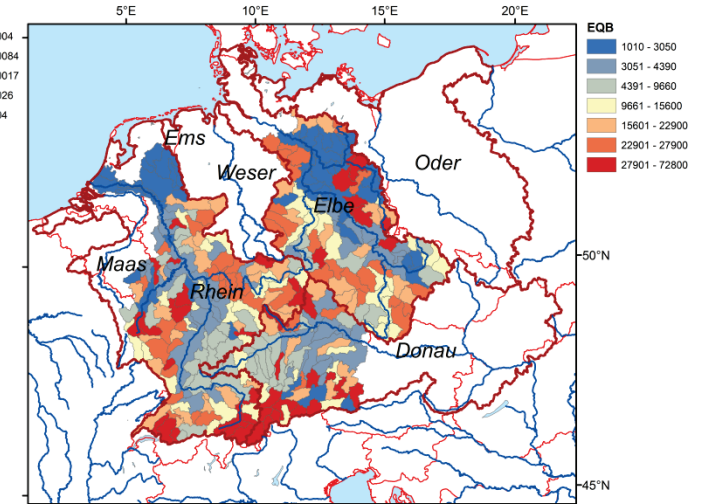 5°E 10°E 15°E 20°E
EQB
1010 - 3050
3051 - 4390
4391 - 9660
9661 - 15600
15601 - 22900
22901 - 27900
27901 - 72800
Ems
Weser
Oder
Elbe
50°N
Maas
Rhein
Donau
45°N